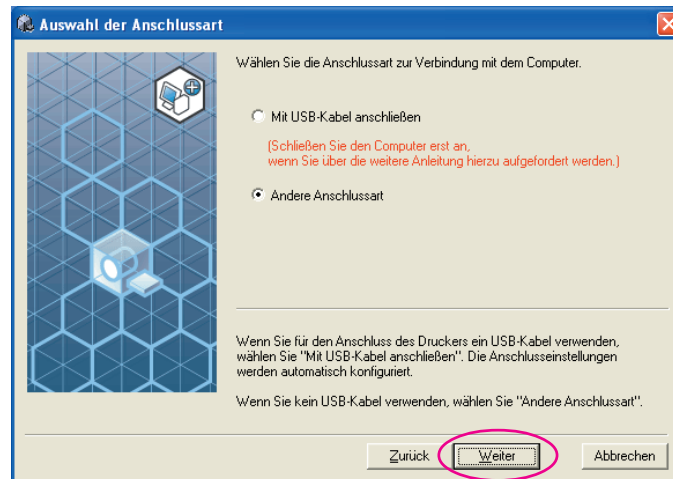 Auswahl der Anschlussart
Wählen Sie die Anschlussart zur Verbindung mit dem Computer.
Mit USB-Kabel anschließen
(Schließen Sie den Computer erst an,
wenn Sie über die weitere Anleitung hierzu aufgefordert werden.)
Andere Anschlussart
Wenn Sie für den Anschluss des Druckers ein USB-Kabel verwenden,
wählen Sie "Mit USB-Kabel anschließen". Die Anschlusseinstellungen
werden automatisch konfiguriert.
Wenn Sie kein USB-Kabel verwenden, wählen Sie "Andere Anschlussart".
Zurück Weiter Abbrechen